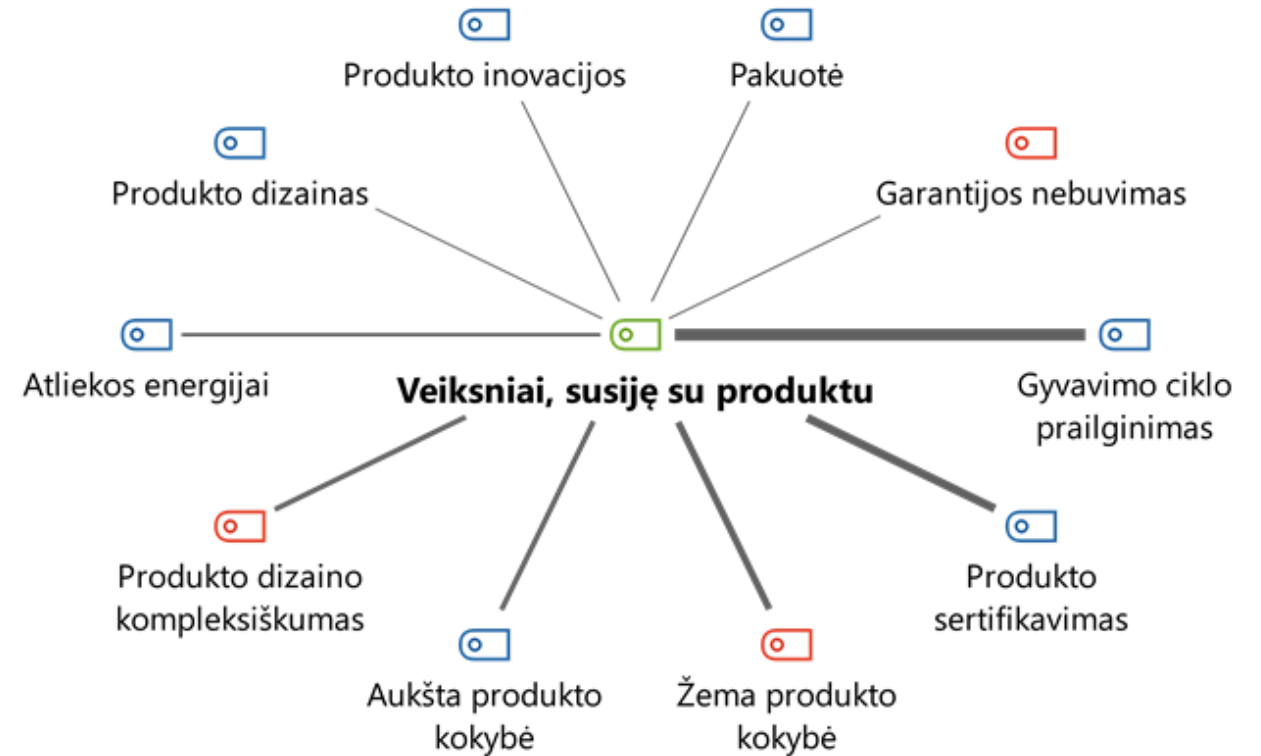 Produkto inovacijos
Pakuotė
Produkto dizainas
Garantijos nebuvimas
Atliekos energijai
Veiksniai, susiję su produktu
Gyvavimo ciklo
prailginimas
Produkto dizaino
kompleksiškumas
Produkto
sertifikavimas
Aukšta produkto
kokybė
Žema produkto
kokybė